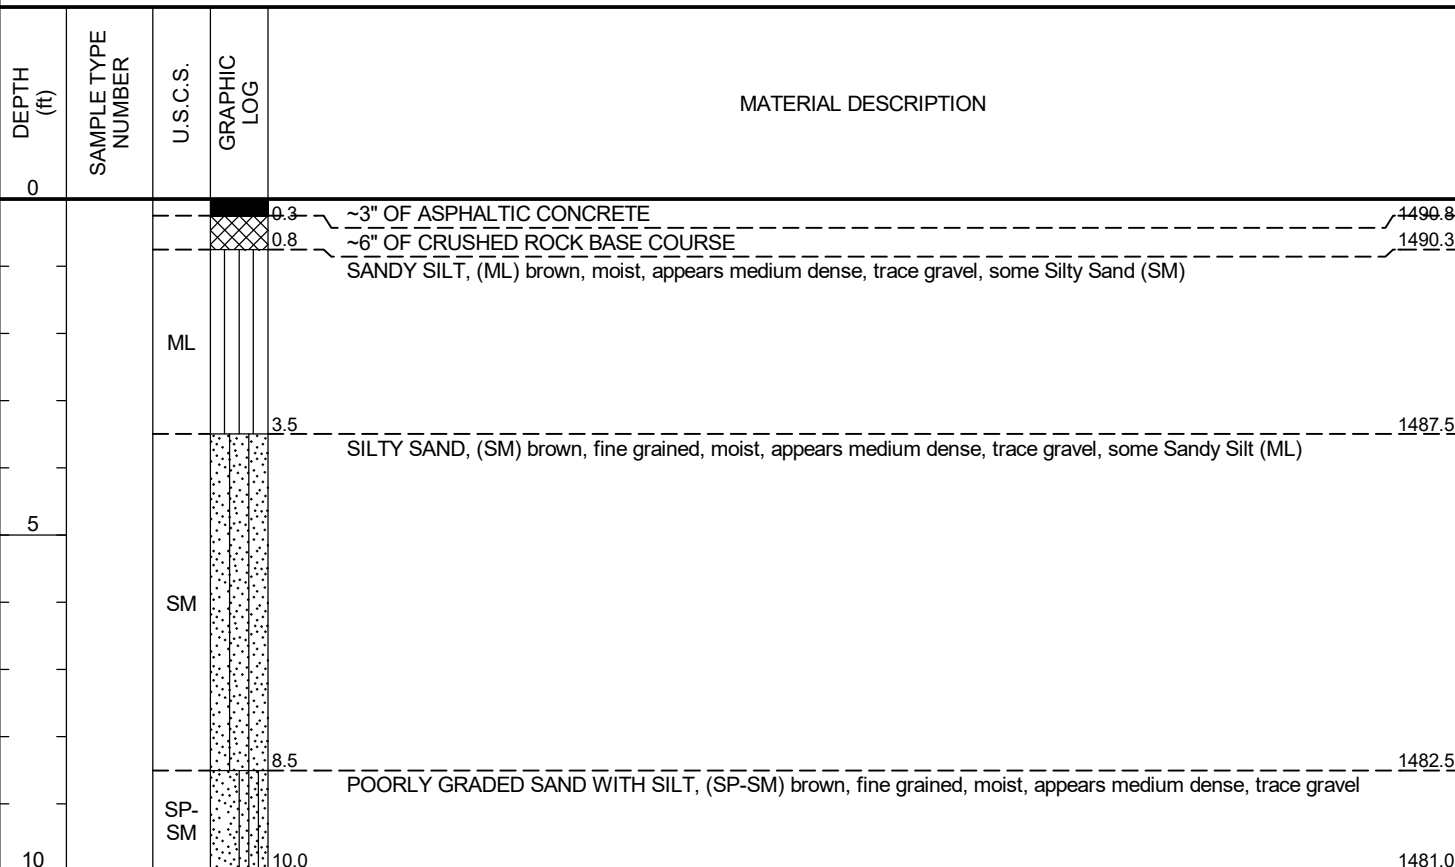 DEPTH
(ft)
SAMPLE TYPE
NUMBER
U.S.C.S.
GRAPHIC
LOG
MATERIAL DESCRIPTION
0
0.3 ~3" OF ASPHALTIC CONCRETE 1490.8
0.8 ~6" OF CRUSHED ROCK BASE COURSE 1490.3
SANDY SILT, (ML) brown, moist, appears medium dense, trace gravel, some Silty Sand (SM)
ML
3.5 1487.5
SILTY SAND, (SM) brown, fine grained, moist, appears medium dense, trace gravel, some Sandy Silt (ML)
5
SM
8.5 1482.5
POORLY GRADED SAND WITH SILT, (SP-SM) brown, fine grained, moist, appears medium dense, trace gravel
SP-
SM
10 10.0 1481.0